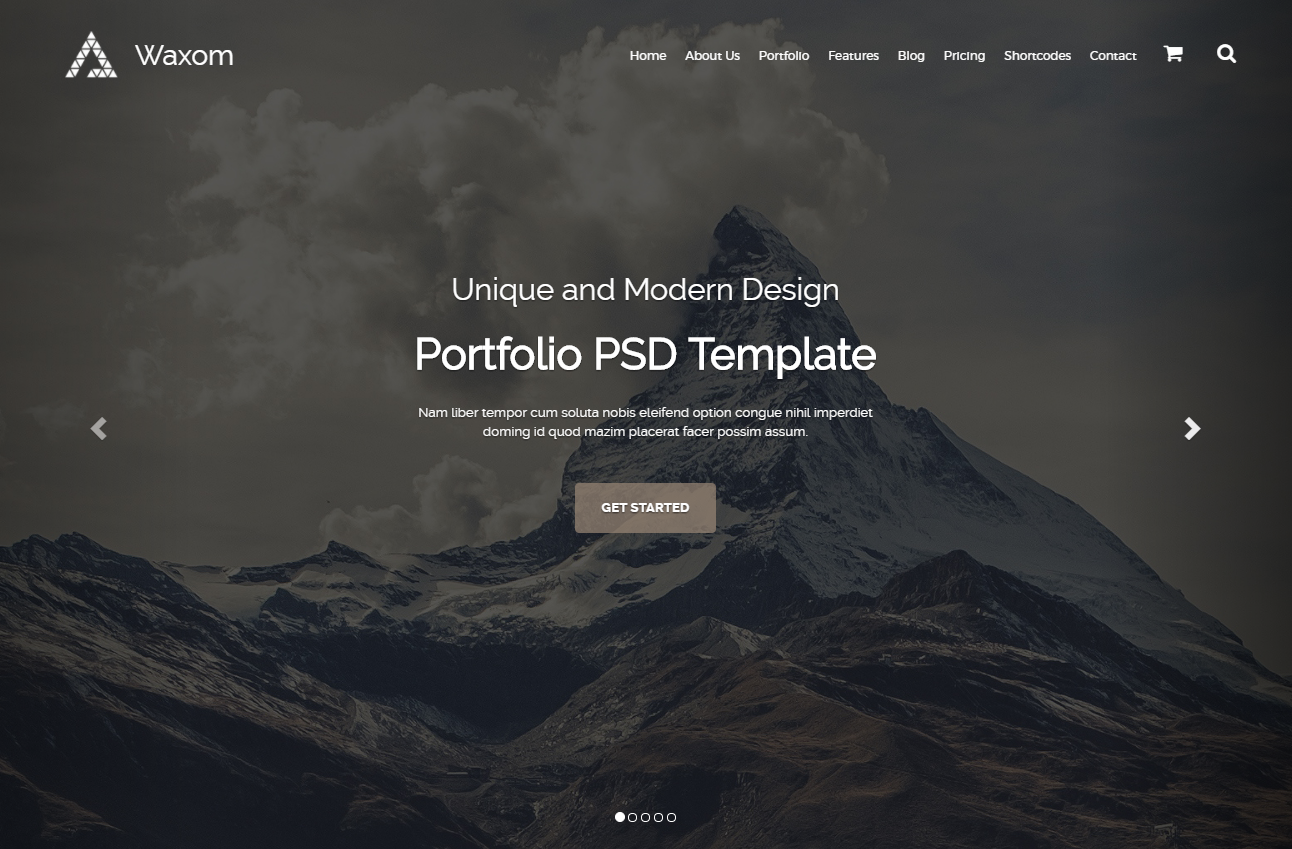 Waxom
Home About Us Portfolio Features Blog Pricing Shortcodes Contact
Unique and Modern Design
Portfolio PSD Template
Nam liber tempor cum soluta nobis eleifend option congue nihil imperdiet
doming id quod mazim placerat facer possim assum.
GET STARTED